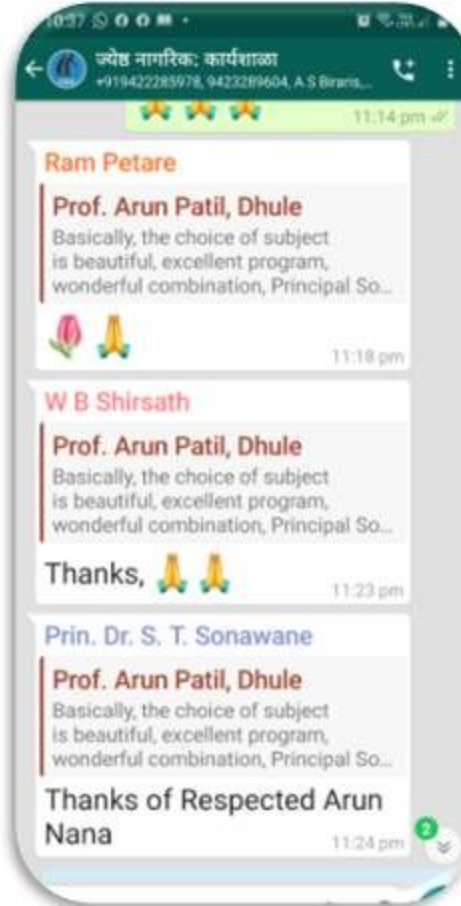 10:37
ज्येष्ठ नागरिक: कार्यशाळा
+919422285978, 9423289604, A.S Biraris,...
11:14 pm
Ram Petare
Prof. Arun Patil, Dhule
Basically, the choice of subject
is beautiful, excellent program,
wonderful combination, Principal So...
11:18 pm
W B Shirsath
Prof. Arun Patil, Dhule
Basically, the choice of subject
is beautiful, excellent program,
wonderful combination, Principal So...
Thanks,
11:23 pm
Prin. Dr. S. T. Sonawane
Prof. Arun Patil, Dhule
Basically, the choice of subject
is beautiful, excellent program,
wonderful combination, Principal So...
Thanks of Respected Arun
Nana
11:24 pm
2